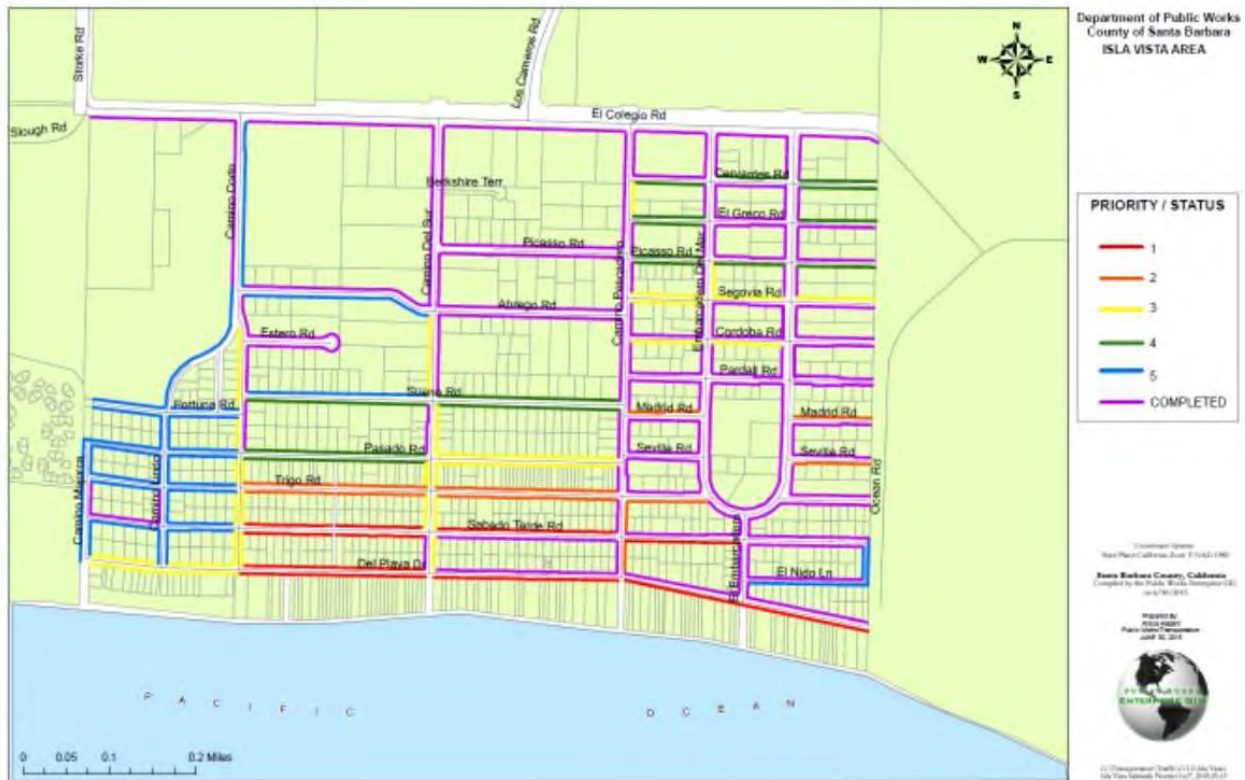 Department of Public Works
County of Santa Barbara
ISLA VISTA AREA
N
W E
S
Storke Rd
Los Carneros Rd
El Colegio Rd
Slough Rd
Camino Corto
Berkshire Terr
Camino Del Sur
Cervantes Rd
El Greco Rd
Picasso Rd
Picasso Rd
Camino Pescadero
Embarcadero Del Mar
Segovia Rd
Abrego Rd
Estero Rd
Cordoba Rd
Pardall Rd
Sueno Rd
Fortuna Rd
Madrid Rd
Madrid Rd
Pasado Rd
Sevilla Rd
Sevilla Rd
Trigo Rd
Camino Majorca
Camino Lindo
Ocean Rd
Sabado Tarde Rd
El Embarcadero
Del Playa Dr
El Nido Ln
PACIFIC OCEAN
0 0.05 0.1 0.2 Miles
PRIORITY / STATUS
1
2
3
4
5
COMPLETED
Santa Barbara County, California